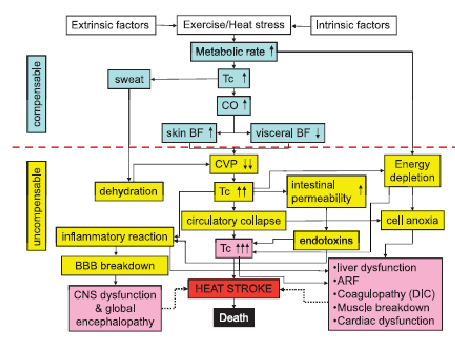 Extrinsic factors
Exercise/Heat stress
Intrinsic factors
Metabolic rate ↑
sweat
Tc ↑
CO ↑
skin BF ↑
visceral BF ↓
compensable
uncompensable
CVP ↓↓
Energy
depletion
dehydration
Tc ↑↑
intestinal
permeability ↑
circulatory collapse
cell anoxia
inflammatory reaction
endotoxins
Tc ↑↑↑
BBB breakdown
CNS dysfunction
& global
encephalopathy
HEAT STROKE
Death
• liver dysfunction
• ARF
• Coagulopathy (DIC)
• Muscle breakdown
• Cardiac dysfunction